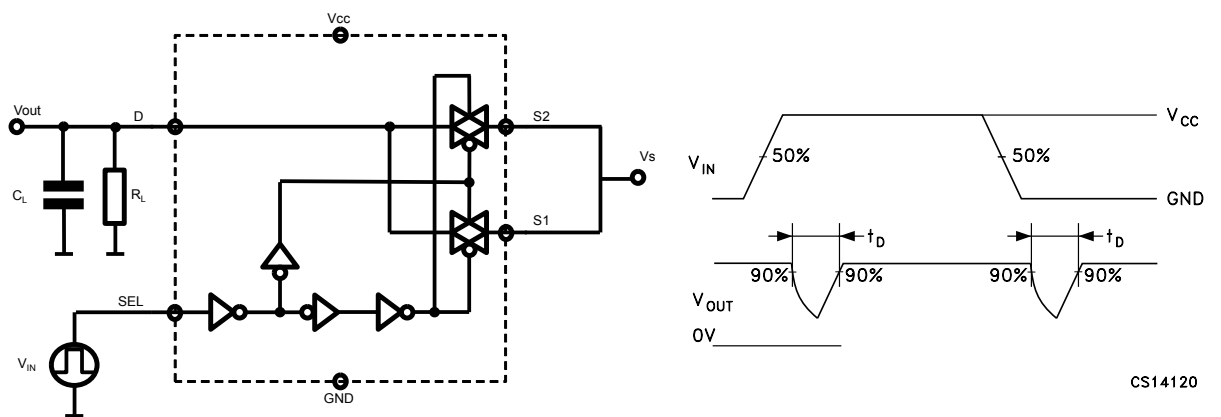 Vcc
Vout
D
S2
Vs
CL
RL
S1
SEL
VIN
GND
VCC
VIN
50%
50%
GND
tD
tD
90%
90%
90%
90%
VOUT
0V
CS14120